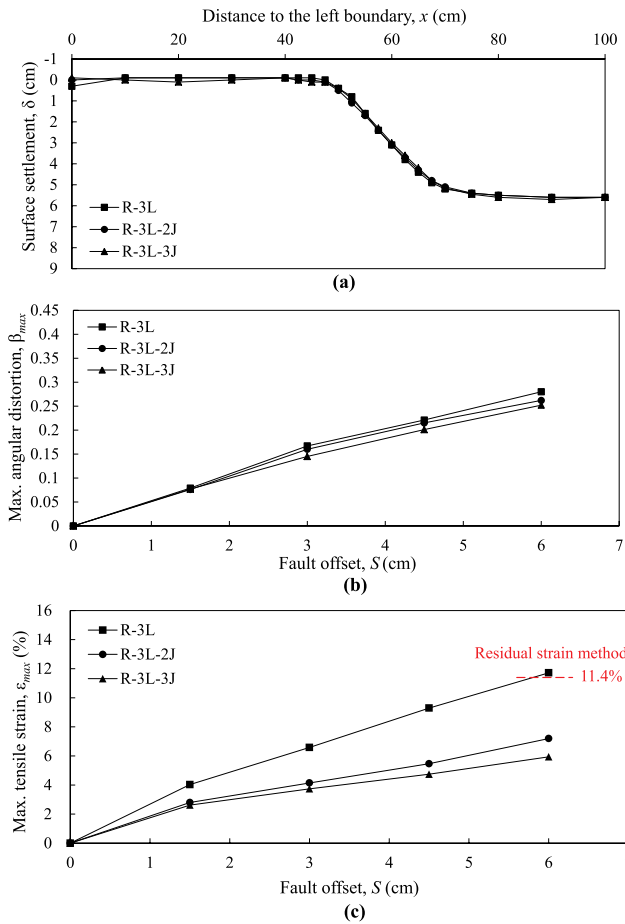 Distance to the left boundary, x (cm)
0 20 40 60 80 100
-1
0
1
2
3
4
5
6
7
8
9
Surface settlement, δ (cm)
R-3L
R-3L-2J
R-3L-3J
(a)
0.45
0.4
0.35
0.3
0.25
0.2
0.15
0.1
0.05
0
Max. angular distortion, βmax
R-3L
R-3L-2J
R-3L-3J
0 1 2 3 4 5 6 7
Fault offset, S (cm)
(b)
16
14
12
10
8
6
4
2
0
Max. tensile strain, εmax (%)
R-3L
R-3L-2J
R-3L-3J
Residual strain method
11.4%
0 1 2 3 4 5 6
Fault offset, S (cm)
(c)